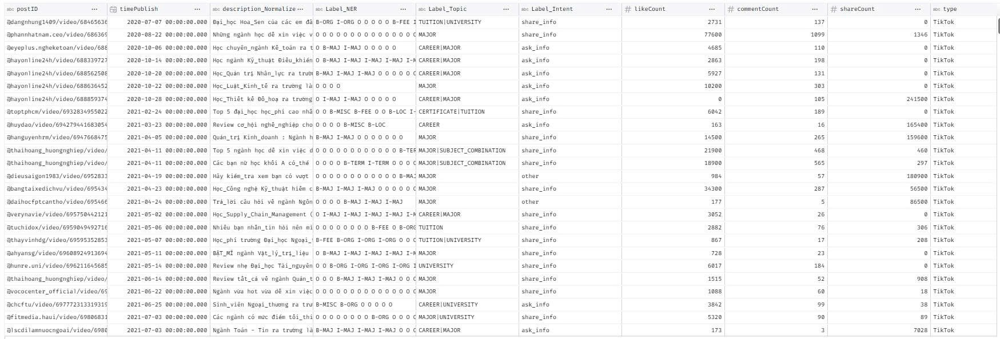 postID timePublish description_Normalize Label_NER Label_Topic Label_Intent likeCount commentCount shareCount type
@dangnhung1409/video/68465636 2020-07-07 00:00:00.000 Đại_học Hoa_Sen của các em đã B-ORG I-ORG O O O O O B-FEE I TUITION|UNIVERSITY share_info 2731 137 0 TikTok
@phannhatnam.ceo/video/686369 2020-08-22 00:00:00.000 Những ngành học dễ xin việc v O O O O O O O O O O O O O O O MAJOR share_info 77600 1099 1346 TikTok
@eyeplus.ngheketoan/video/688 2020-10-06 00:00:00.000 Học chuyên_ngành Kế_toán ra t O B-MAJ I-MAJ O O O O O CAREER|MAJOR ask_info 4685 110 0 TikTok
@hayonline24h/video/688339727 2020-10-14 00:00:00.000 Học ngành Kỹ_thuật Điều_khiển O B-MAJ I-MAJ I-MAJ I-MAJ I-M CAREER|MAJOR ask_info 2863 198 0 TikTok
@hayonline24h/video/688562508 2020-10-20 00:00:00.000 Học_Quản trị Nhân_lực ra trườn B-MAJ I-MAJ I-MAJ O O O O O O CAREER|MAJOR ask_info 5927 131 0 TikTok
@hayonline24h/video/688636452 2020-10-22 00:00:00.000 Học_Luật_Kinh_tế ra trường là O O O O MAJOR ask_info 10200 303 0 TikTok
@hayonline24h/video/688859374 2020-10-28 00:00:00.000 Học_Thiết kế Đồ_hoạ ra trường O I-MAJ I-MAJ O O O O O CAREER|MAJOR ask_info 0 105 241500 TikTok
@toptphcm/video/6932834955022 2021-02-24 00:00:00.000 Top 5 đại_học học_phí cao nhấ O O B-MISC B-FEE O O B-LOC I- CERTIFICATE|TUITION share_info 6042 189 0 TikTok
@huydao/video/694279441683054 2021-03-23 00:00:00.000 Review cơ_hội nghề_nghiệp cho O O O O B-MISC B-LOC CAREER ask_info 163 16 165400 TikTok
@hanguyenhrm/video/6947668475 2021-04-05 00:00:00.000 Quản_trị Kinh_doanh : Ngành h B-MAJ I-MAJ O O O O O O O MAJOR share_info 14500 265 159600 TikTok
@thaihoang_huongnghiep/video/ 2021-04-11 00:00:00.000 Top 5 ngành học dễ xin việc d O O O O O O O O O O O O B-TER MAJOR|SUBJECT_COMBINATION share_info 21900 468 460 TikTok
@thaihoang_huongnghiep/video/ 2021-04-11 00:00:00.000 Các bạn nữ học khối A có_thể O O O O B-TERM I-TERM O O O O MAJOR|SUBJECT_COMBINATION share_info 18900 565 297 TikTok
@dieusaigon1983/video/6952833 2021-04-19 00:00:00.000 Hãy kiểm_tra xem bạn có vượt O O O O O O O O O O O O B-MAJ MAJOR other 984 57 180900 TikTok
@bangtaixedichvu/video/695434 2021-04-23 00:00:00.000 Học_Công nghệ Kỹ_thuật hiếm c B-MAJ I-MAJ I-MAJ O O O O O O MAJOR share_info 34300 287 56500 TikTok
@daihocfptcantho/video/695466 2021-04-24 00:00:00.000 Trả_lời câu hỏi về ngành Ngôn O O O O B-MAJ I-MAJ I-MAJ MAJOR other 177 5 86500 TikTok
@verynavie/video/695750442121 2021-05-02 00:00:00.000 Học_Supply_Chain_Management ( O I-MAJ I-MAJ I-MAJ I-MAJ I-M CAREER|MAJOR share_info 3052 26 0 TikTok
@tuchidox/video/6959049492716 2021-05-06 00:00:00.000 Nhiều bạn nhắn_tin hỏi nên mì O O O O O O O O B-FEE O B-ORG TUITION share_info 2882 76 306 TikTok
@thayvinhdg/video/69595352853 2021-05-07 00:00:00.000 Học_phí trường Đại_học Ngoại_ B-FEE B-ORG I-ORG I-ORG O O O TUITION|UNIVERSITY share_info 867 17 208 TikTok
@ahyansg/video/69608924913694 2021-05-11 00:00:00.000 BẬT_MÍ ngành Vật_lý_trị_liệu O B-MAJ I-MAJ I-MAJ I-MAJ I-M MAJOR share_info 728 23 0 TikTok
@hunre.uni/video/696211645685 2021-05-14 00:00:00.000 Review nhẹ Đại_học Tài_nguyên O O B-ORG I-ORG I-ORG I-ORG I UNIVERSITY share_info 6017 184 0 TikTok
@thaihoang_huongnghiep/video/ 2021-06-14 00:00:00.000 Review tất_cả về ngành Quản_t O O O B-MAJ I-MAJ I-MAJ O O O MAJOR share_info 1515 52 908 TikTok
@vococenter_official/video/69 2021-06-22 00:00:00.000 Ngành vừa hot vừa dễ xin việc O O O O O O O O O O O O O O O MAJOR share_info 1088 60 18 TikTok
@chcftu/video/697772313319319 2021-06-25 00:00:00.000 Sinh_viên Ngoại_thương ra trư B-MISC B-ORG O O O O O CAREER|UNIVERSITY ask_info 3842 99 38 TikTok
@fitmedia.haui/video/69806831 2021-07-03 00:00:00.000 Các ngành có mức điểm tối_thi O O O O O O O O B-ORG O O O O MAJOR|UNIVERSITY share_info 5320 90 89 TikTok
@lscdilamnuocngoai/video/6980 2021-07-03 00:00:00.000 Ngành Toán - Tin ra trường là B-MAJ I-MAJ I-MAJ I-MAJ O O O CAREER|MAJOR ask_info 173 3 7028 TikTok